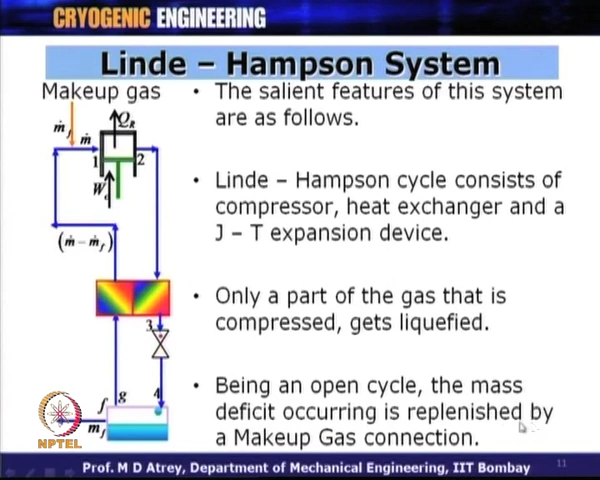 CRYOGENIC ENGINEERING
Linde – Hampson System
Makeup gas
ṁf
ṁ
QR
1
2
Wc
(ṁ – ṁf)
3
4
g
f
mf
NPTEL
• The salient features of this system
are as follows.
• Linde – Hampson cycle consists of
compressor, heat exchanger and a
J – T expansion device.
• Only a part of the gas that is
compressed, gets liquefied.
• Being an open cycle, the mass
deficit occurring is replenished by
a Makeup Gas connection.
Prof. M D Atrey, Department of Mechanical Engineering, IIT Bombay
11